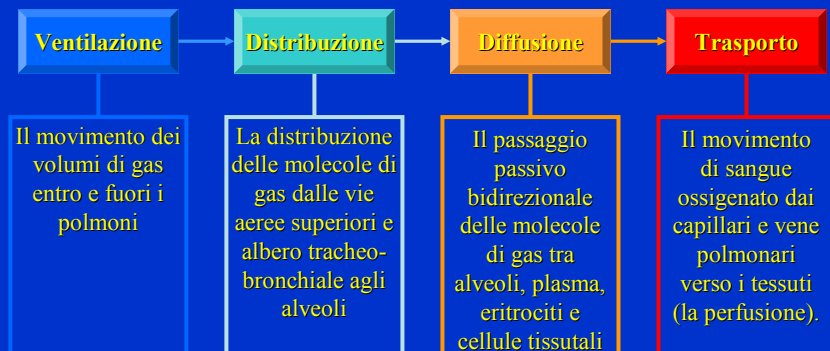 Ventilazione
Distribuzione
Diffusione
Trasporto
Il movimento dei
volumi di gas
entro e fuori i
polmoni
La distribuzione
delle molecole di
gas dalle vie
aeree superiori e
albero tracheo-
bronchiale agli
alveoli
Il passaggio
passivo
bidirezionale
delle molecole
di gas tra
alveoli, plasma,
eritrociti e
cellule tissutali
Il movimento
di sangue
ossigenato dai
capillari e vene
polmonari
verso i tessuti
(la perfusione).